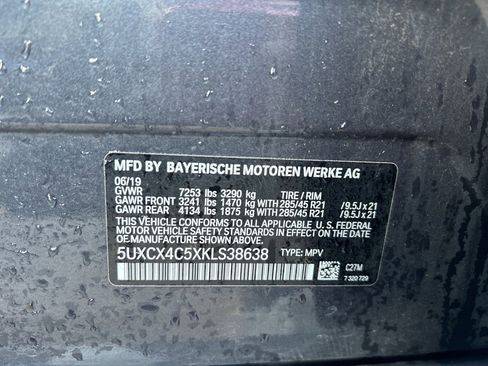 MFD BY BAYERISCHE MOTOREN WERKE AG
06/19
GVWR 7253 lbs 3290 kg TIRE / RIM
GAWR FRONT 3241 lbs 1470 kg WITH 285/45 R21 /9.5J x 21
GAWR REAR 4134 lbs 1875 kg WITH 285/45 R21 /9.5J x 21
THIS VEHICLE CONFORMS TO ALL APPLICABLE U. S. FEDERAL
MOTOR VEHICLE SAFETY STANDARDS IN EFFECT ON THE
DATE OF MANUFACTURE SHOWN ABOVE.
5UXCX4C5XKLS38638 TYPE: MPV
C27M
7 320 729